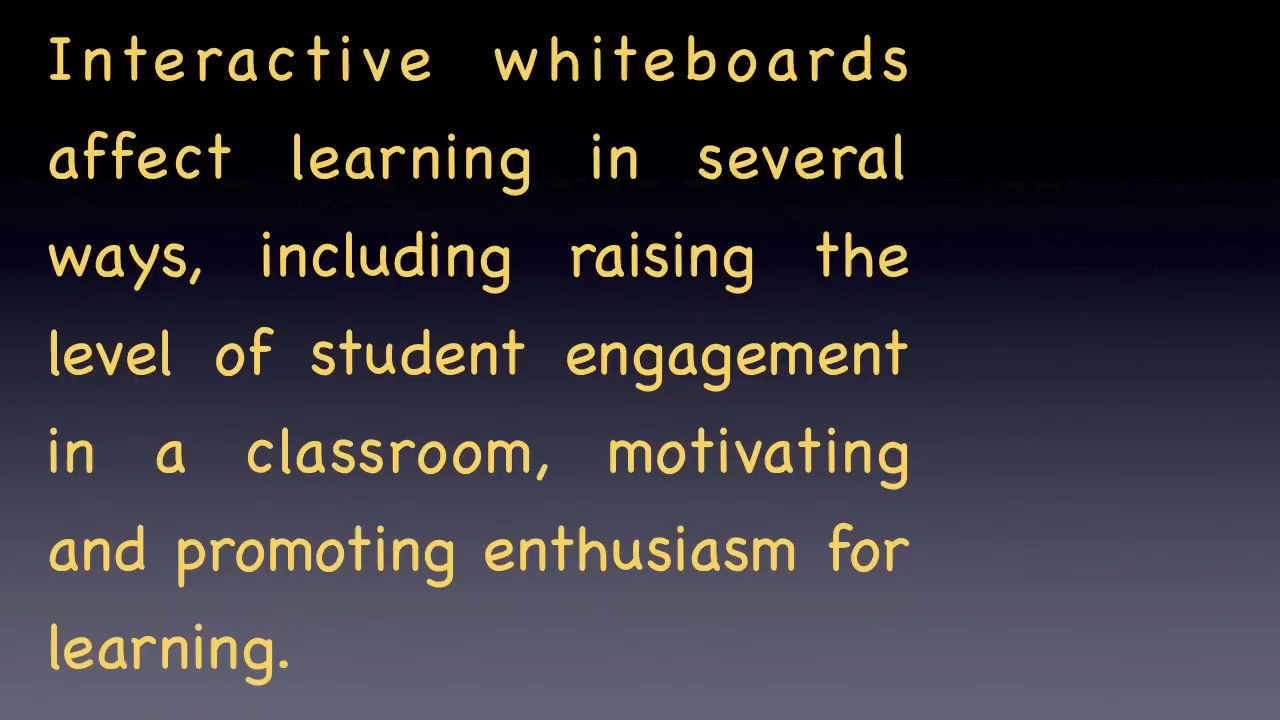 Interactive whiteboards
affect learning in several
ways, including raising the
level of student engagement
in a classroom, motivating
and promoting enthusiasm for
learning.